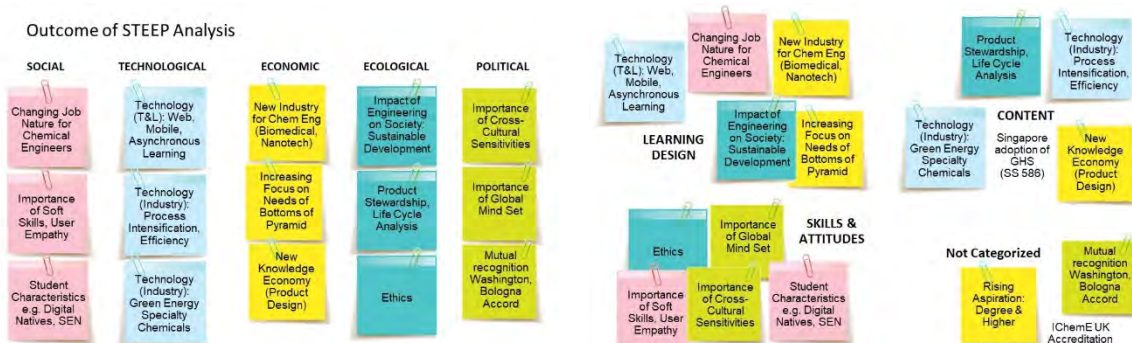 Outcome of STEEP Analysis
SOCIAL
TECHNOLOGICAL
ECONOMIC
ECOLOGICAL
POLITICAL
Changing Job
Nature for
Chemical
Engineers
Technology
(T&L): Web,
Mobile,
Asynchronous
Learning
New Industry
for Chem Eng
(Biomedical,
Nanotech)
Impact of
Engineering
on Society:
Sustainable
Development
Importance
of Cross-
Cultural
Sensitivities
Importance
of Soft
Skills, User
Empathy
Technology
(Industry):
Process
Intensification,
Efficiency
Increasing
Focus on
Needs of
Bottoms of
Pyramid
Product
Stewardship,
Life Cycle
Analysis
Importance
of Global
Mind Set
Student
Characteristics
e.g. Digital
Natives, SEN
Technology
(Industry):
Green Energy
Specialty
Chemicals
New
Knowledge
Economy
(Product
Design)
Ethics
Mutual
recognition
Washington,
Bologna
Accord
Technology
(T&L): Web,
Mobile,
Asynchronous
Learning
Changing Job
Nature for
Chemical
Engineers
New Industry
for Chem Eng
(Biomedical,
Nanotech)
LEARNING
DESIGN
Impact of
Engineering
on Society:
Sustainable
Development
Increasing
Focus on
Needs of
Bottoms of
Pyramid
Product
Stewardship,
Life Cycle
Analysis
Technology
(Industry):
Process
Intensification,
Efficiency
Technology
(Industry):
Green Energy
Specialty
Chemicals
CONTENT
Singapore
adoption of
GHS
(SS 586)
New
Knowledge
Economy
(Product
Design)
Ethics
Importance
of Global
Mind Set
SKILLS &
ATTITUDES
Importance
of Soft
Skills, User
Empathy
Importance
of Cross-
Cultural
Sensitivities
Student
Characteristics
e.g. Digital
Natives, SEN
Not Categorized
Rising
Aspiration:
Degree &
Higher
Mutual
recognition
Washington,
Bologna
Accord
IChemE UK
Accreditation